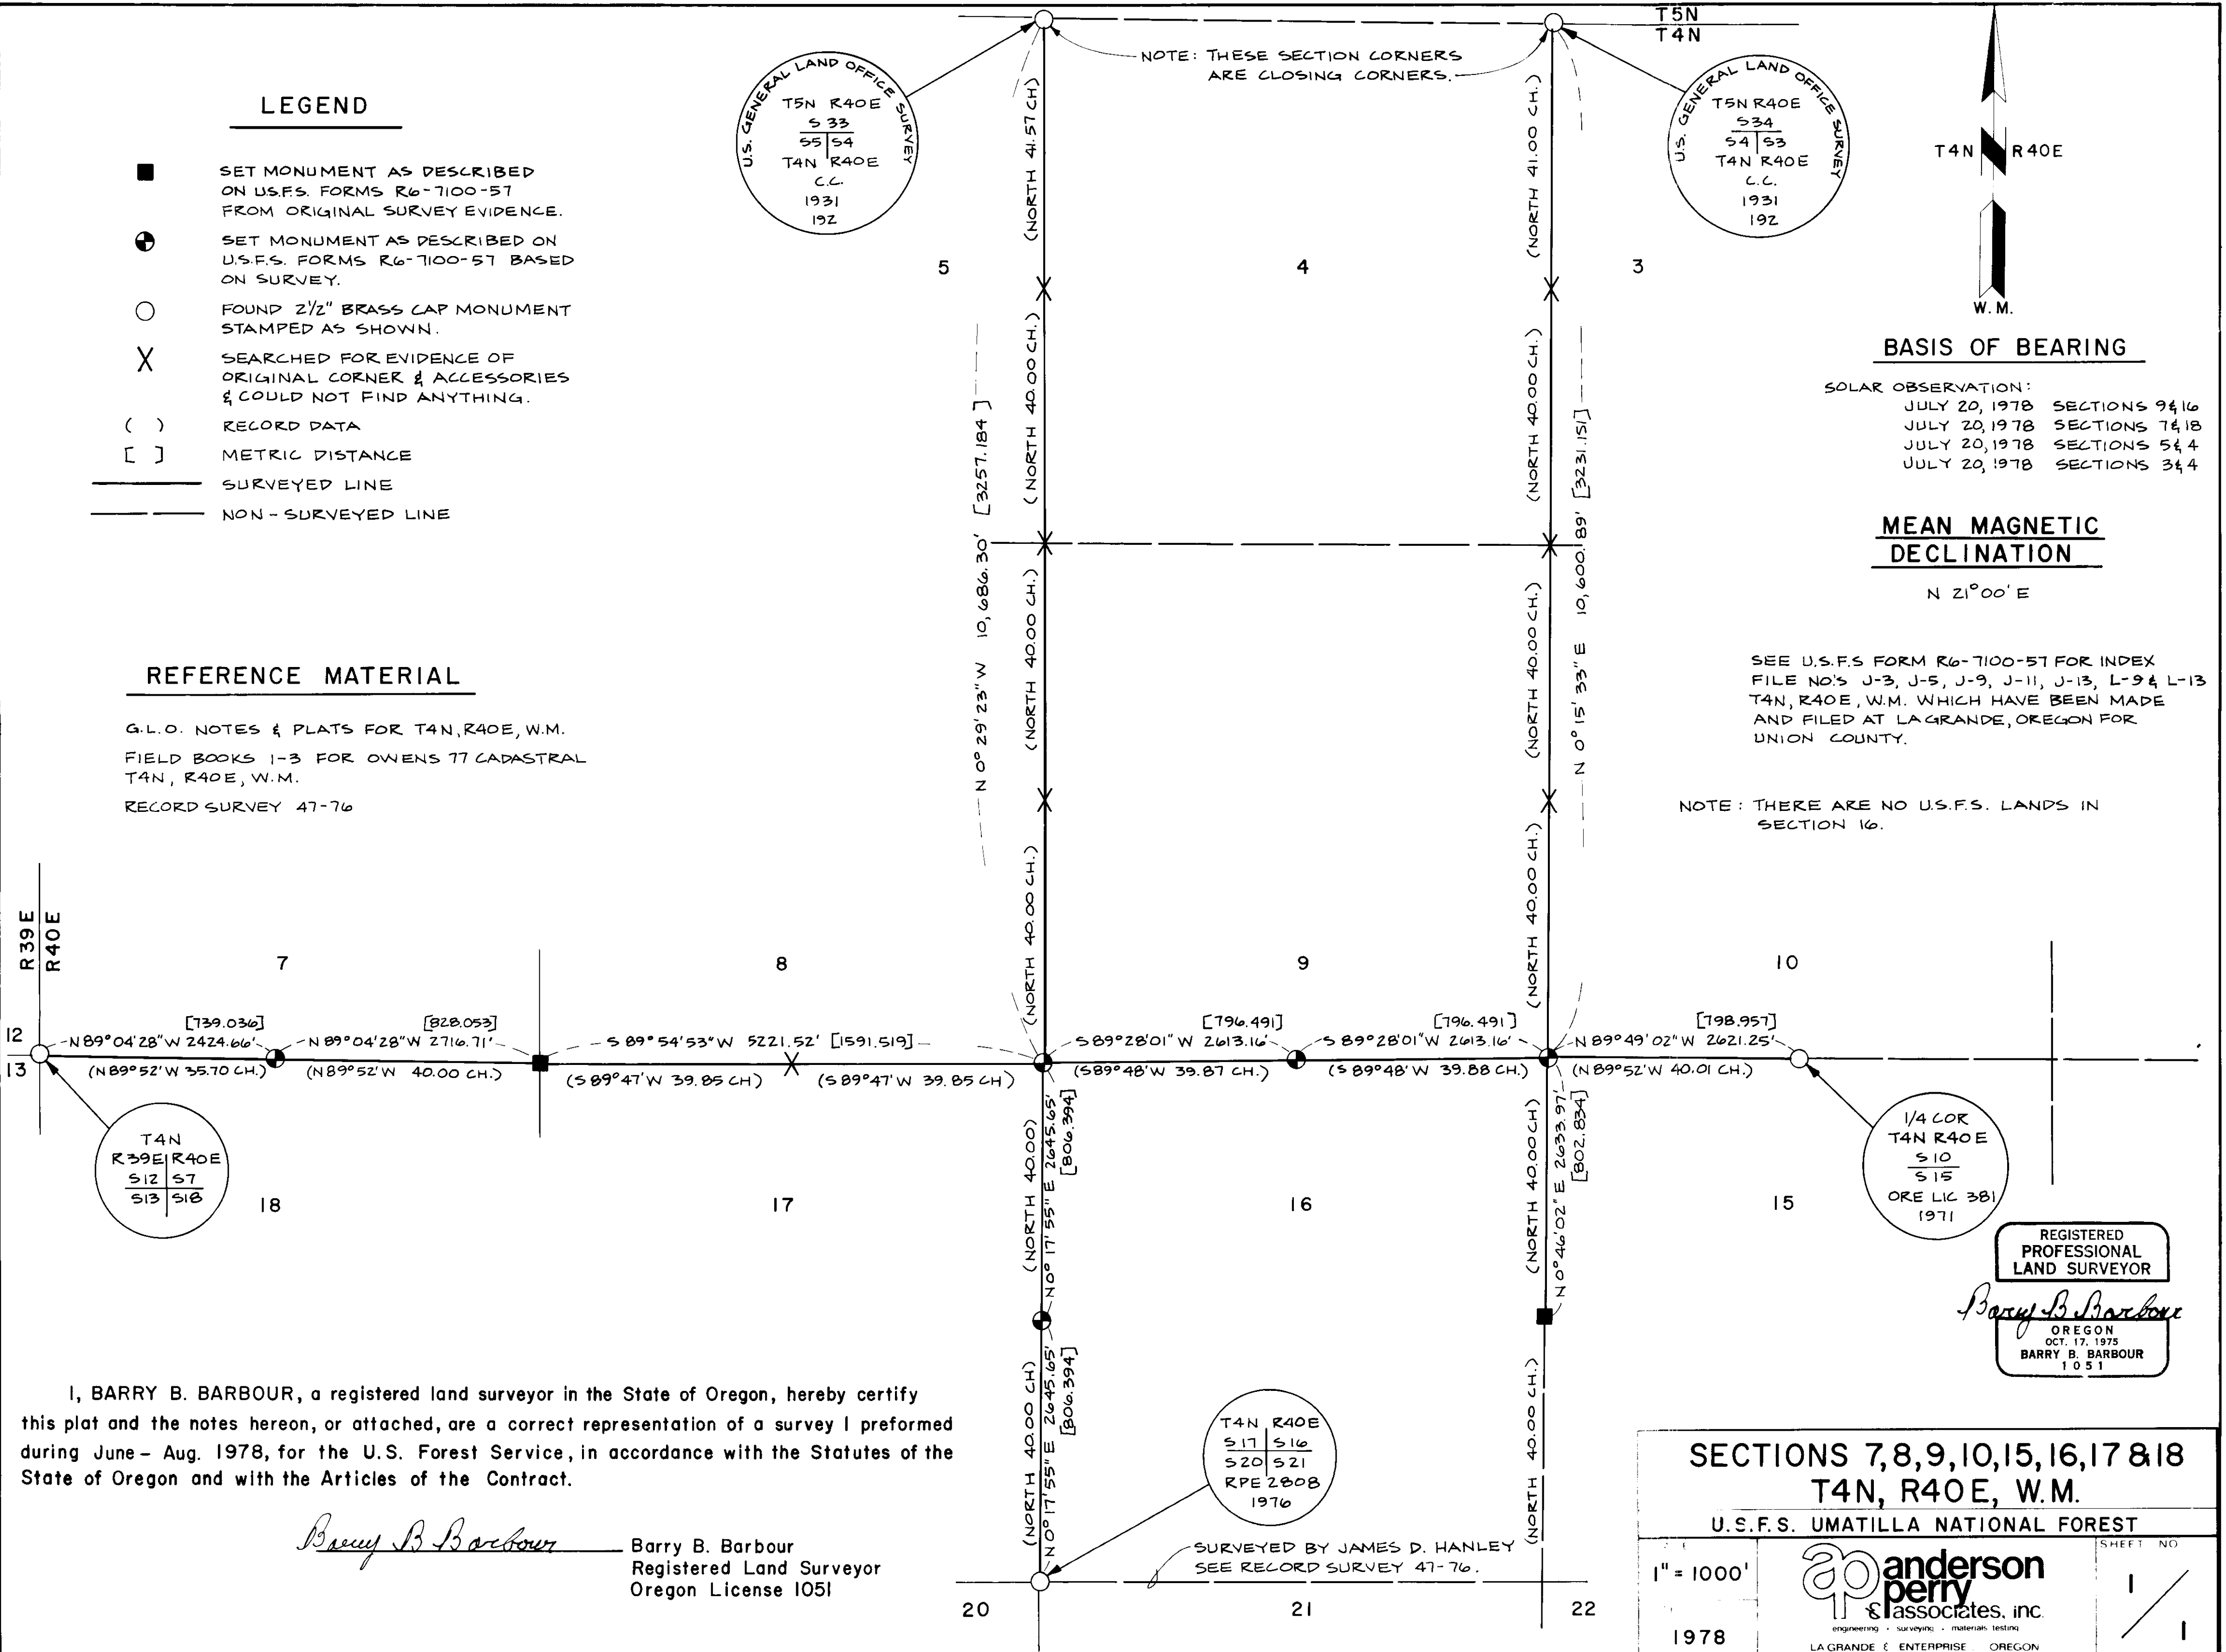 T5N
T4N
NOTE: THESE SECTION CORNERS
ARE CLOSING CORNERS.
U.S. GENERAL LAND OFFICE SURVEY
T5N R40E
S 33
S5 S4
T4N R40E
C.C.
1931
192
U.S. GENERAL LAND OFFICE SURVEY
T5N R40E
S34
S4 S3
T4N R40E
C.C.
1931
192
LEGEND
SET MONUMENT AS DESCRIBED
ON U.S.F.S. FORMS R6-7100-57
FROM ORIGINAL SURVEY EVIDENCE.
SET MONUMENT AS DESCRIBED ON
U.S.F.S. FORMS R6-7100-57 BASED
ON SURVEY.
FOUND 2½" BRASS CAP MONUMENT
STAMPED AS SHOWN.
X
SEARCHED FOR EVIDENCE OF
ORIGINAL CORNER & ACCESSORIES
& COULD NOT FIND ANYTHING.
( ) RECORD DATA
[ ] METRIC DISTANCE
SURVEYED LINE
NON-SURVEYED LINE
T4N R40E
W.M.
BASIS OF BEARING
SOLAR OBSERVATION:
JULY 20, 1978 SECTIONS 9&16
JULY 20, 1978 SECTIONS 7&18
JULY 20, 1978 SECTIONS 5&4
JULY 20, 1978 SECTIONS 3&4
MEAN MAGNETIC
DECLINATION
N 21°00' E
SEE U.S.F.S FORM R6-7100-57 FOR INDEX
FILE NO'S J-3, J-5, J-9, J-11, J-13, L-9 & L-13
T4N, R40E, W.M. WHICH HAVE BEEN MADE
AND FILED AT LAGRANDE, OREGON FOR
UNION COUNTY.
NOTE: THERE ARE NO U.S.F.S. LANDS IN
SECTION 16.
REFERENCE MATERIAL
G.L.O. NOTES & PLATS FOR T4N, R40E, W.M.
FIELD BOOKS 1-3 FOR OWENS 77 CADASTRAL
T4N, R40E, W.M.
RECORD SURVEY 47-76
5
4
3
(NORTH 41.57 CH)
(NORTH 40.00 CH.)
(NORTH 40.00 CH.)
(NORTH 40.00 CH.)
N 0° 29' 23" W 10,686.30' [3257.184]
(NORTH 41.00 CH.)
(NORTH 40.00 CH.)
(NORTH 40.00 CH.)
(NORTH 40.00 CH.)
N 0° 15' 33" E 10,600.89' [3231.151]
R39E
R40E
7
8
9
10
12
13
[739.036]
N 89°04'28" W 2424.66'
(N89°52'W 35.70 CH.)
[828.053]
N 89°04'28" W 2716.71'
(N89°52'W 40.00 CH.)
S 89°54'53" W 5221.52' [1591.519]
(S 89°47'W 39.85 CH)
(S 89°47'W 39.85 CH)
[796.491]
S 89°28'01" W 2613.16'
(S89°48'W 39.87 CH.)
[796.491]
S 89°28'01" W 2613.16'
(S 89°48'W 39.88 CH.)
[798.957]
N 89°49'02" W 2621.25'
(N 89°52'W 40.01 CH.)
T4N
R39E R40E
S12 S7
S13 S18
18
17
16
15
(NORTH 40.00)
N 0° 17' 55" E 2645.65'
[806.394]
(NORTH 40.00 CH)
N 0° 46' 02" E 2633.97'
[802.834]
1/4 COR
T4N R40E
S10
S15
ORE LIC 381
1971
REGISTERED
PROFESSIONAL
LAND SURVEYOR
Barry B Barbour
OREGON
OCT. 17, 1975
BARRY B. BARBOUR
1051
(NORTH 40.00 CH)
N 0° 17' 55" E 2645.65'
[806.394]
(NORTH 40.00 CH.)
T4N R40E
S17 S16
S20 S21
RPE 2808
1976
SURVEYED BY JAMES D. HANLEY
SEE RECORD SURVEY 47-76.
20
21
22
I, BARRY B. BARBOUR, a registered land surveyor in the State of Oregon, hereby certify
this plat and the notes hereon, or attached, are a correct representation of a survey I preformed
during June - Aug. 1978, for the U.S. Forest Service, in accordance with the Statutes of the
State of Oregon and with the Articles of the Contract.
Barry B Barbour
Barry B. Barbour
Registered Land Surveyor
Oregon License 1051
SECTIONS 7,8,9,10,15,16,17 & 18
T4N, R40E, W.M.
U.S.F.S. UMATILLA NATIONAL FOREST
1" = 1000'
1978
ap
anderson
perry
& associates, inc.
engineering · surveying · materials testing
LA GRANDE & ENTERPRISE OREGON
SHEET NO
1/1